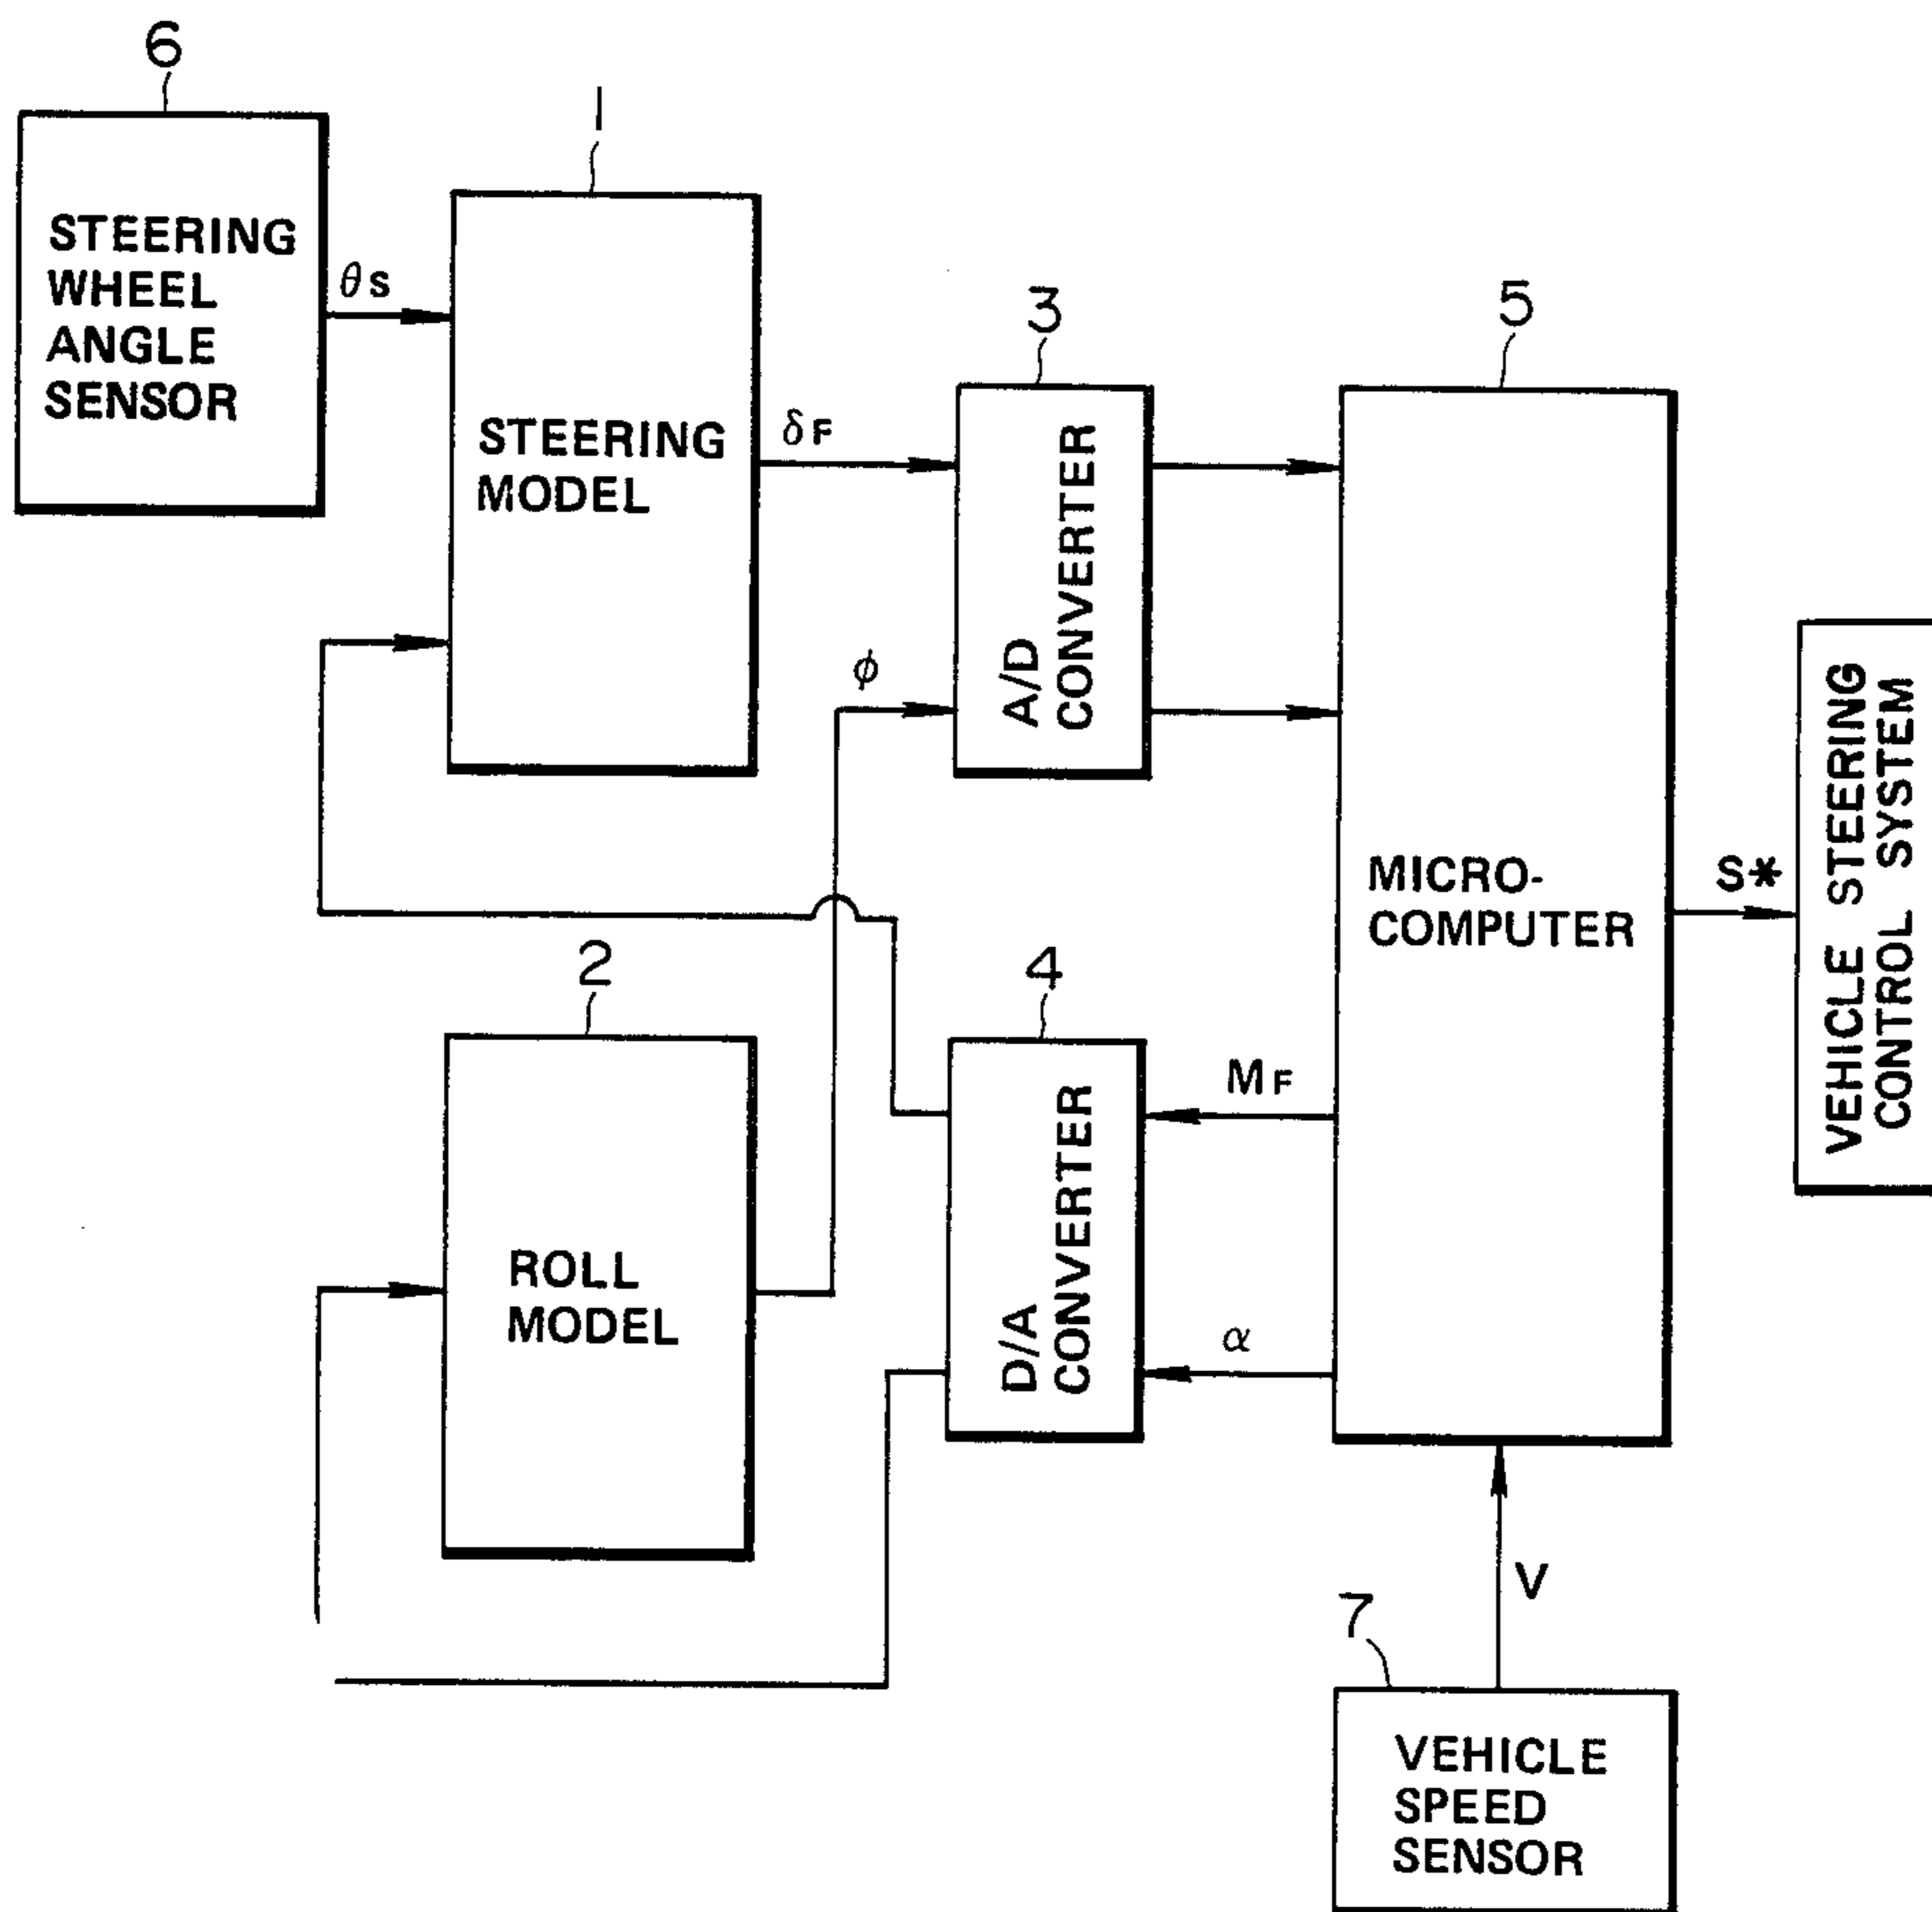 6
STEERING
WHEEL
ANGLE
SENSOR
θS
1
STEERING
MODEL
δF
3
A/D
CONVERTER
5
MICRO-
COMPUTER
ϕ
S*
VEHICLE STEERING
CONTROL SYSTEM
2
ROLL
MODEL
4
D/A
CONVERTER
MF
α
V
7
VEHICLE
SPEED
SENSOR